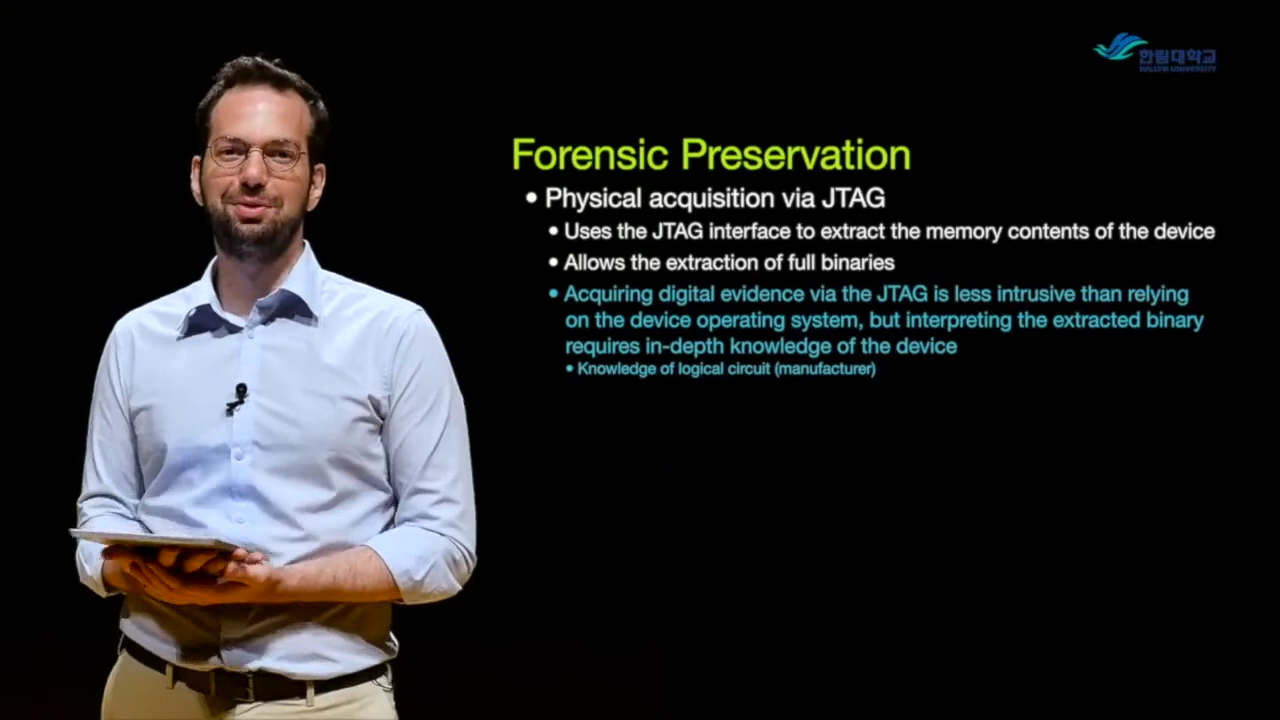 한림대학교
HALLYM UNIVERSITY
Forensic Preservation
• Physical acquisition via JTAG
• Uses the JTAG interface to extract the memory contents of the device
• Allows the extraction of full binaries
• Acquiring digital evidence via the JTAG is less intrusive than relying
on the device operating system, but interpreting the extracted binary
requires in-depth knowledge of the device
• Knowledge of logical circuit (manufacturer)